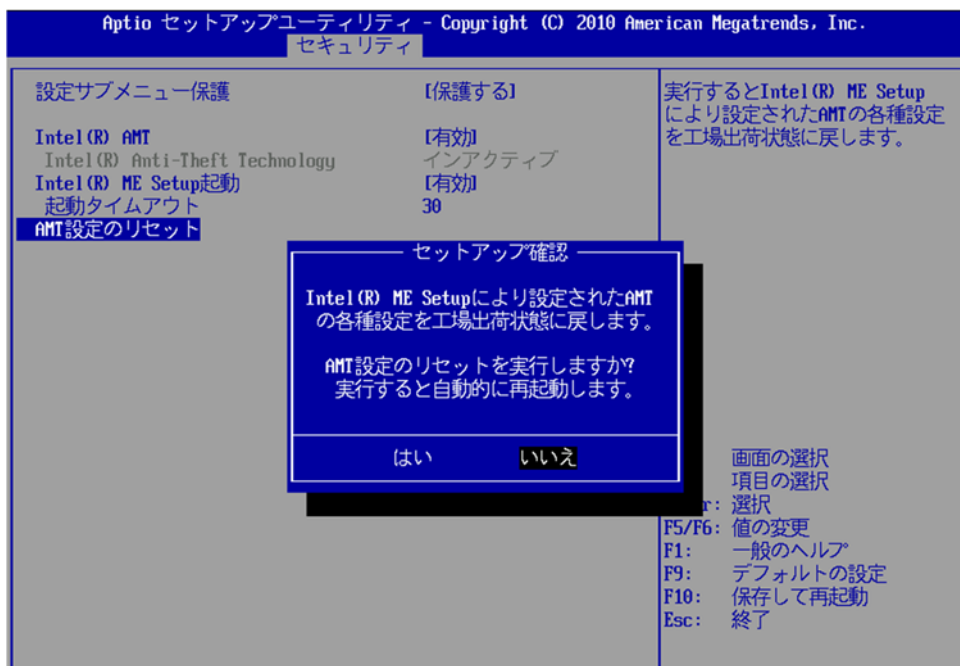 Aptio セットアップユーティリティ - Copyright (C) 2010 American Megatrends, Inc.
セキュリティ
設定サブメニュー保護 [保護する]
Intel(R) AMT [有効]
Intel(R) Anti-Theft Technology インアクティブ
Intel(R) ME Setup起動 [有効]
起動タイムアウト 30
AMT設定のリセット
実行するとIntel(R) ME Setup
により設定されたAMTの各種設定
を工場出荷状態に戻します。
セットアップ確認
Intel(R) ME Setupにより設定されたAMT
の各種設定を工場出荷状態に戻します。
AMT設定のリセットを実行しますか?
実行すると自動的に再起動します。
はい いいえ
画面の選択
項目の選択
r: 選択
F5/F6: 値の変更
F1: 一般のヘルプ
F9: デフォルトの設定
F10: 保存して再起動
Esc: 終了